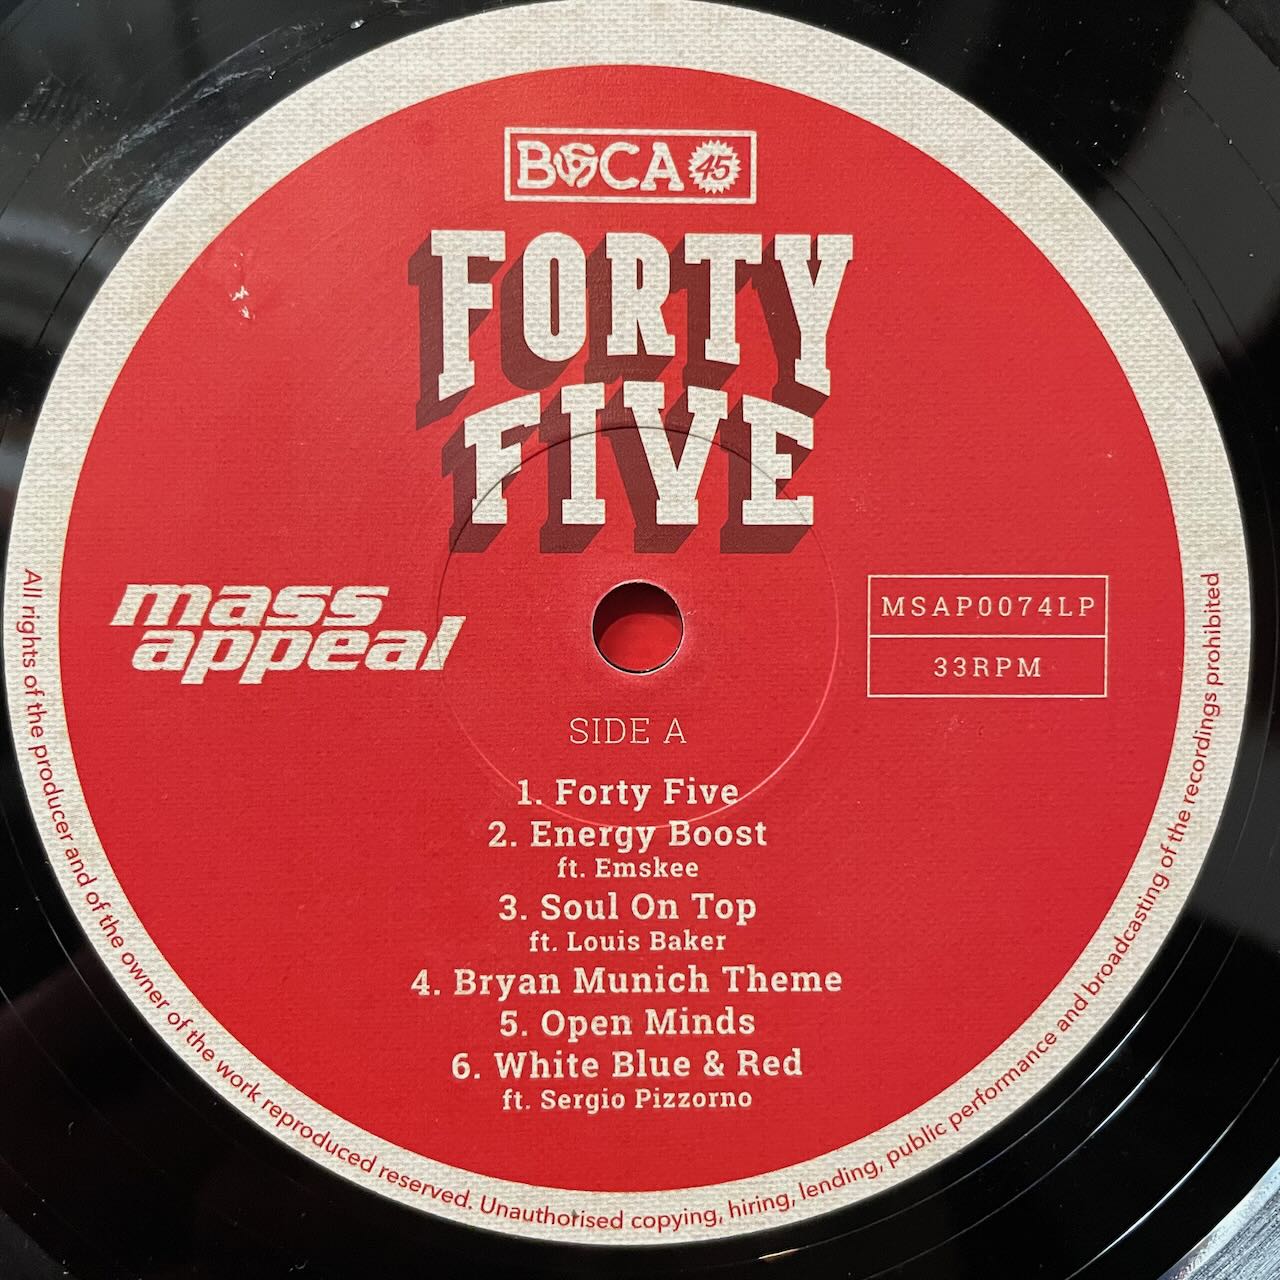 BOCA 45
FORTY
FIVE
mass
appeal
MSAP0074LP
33RPM
SIDE A
1. Forty Five
2. Energy Boost
ft. Emskee
3. Soul On Top
ft. Louis Baker
4. Bryan Munich Theme
5. Open Minds
6. White Blue & Red
ft. Sergio Pizzorno
All rights of the producer and of the owner of the work reproduced reserved. Unauthorised copying, hiring, lending, public performance and broadcasting of the recordings prohibited